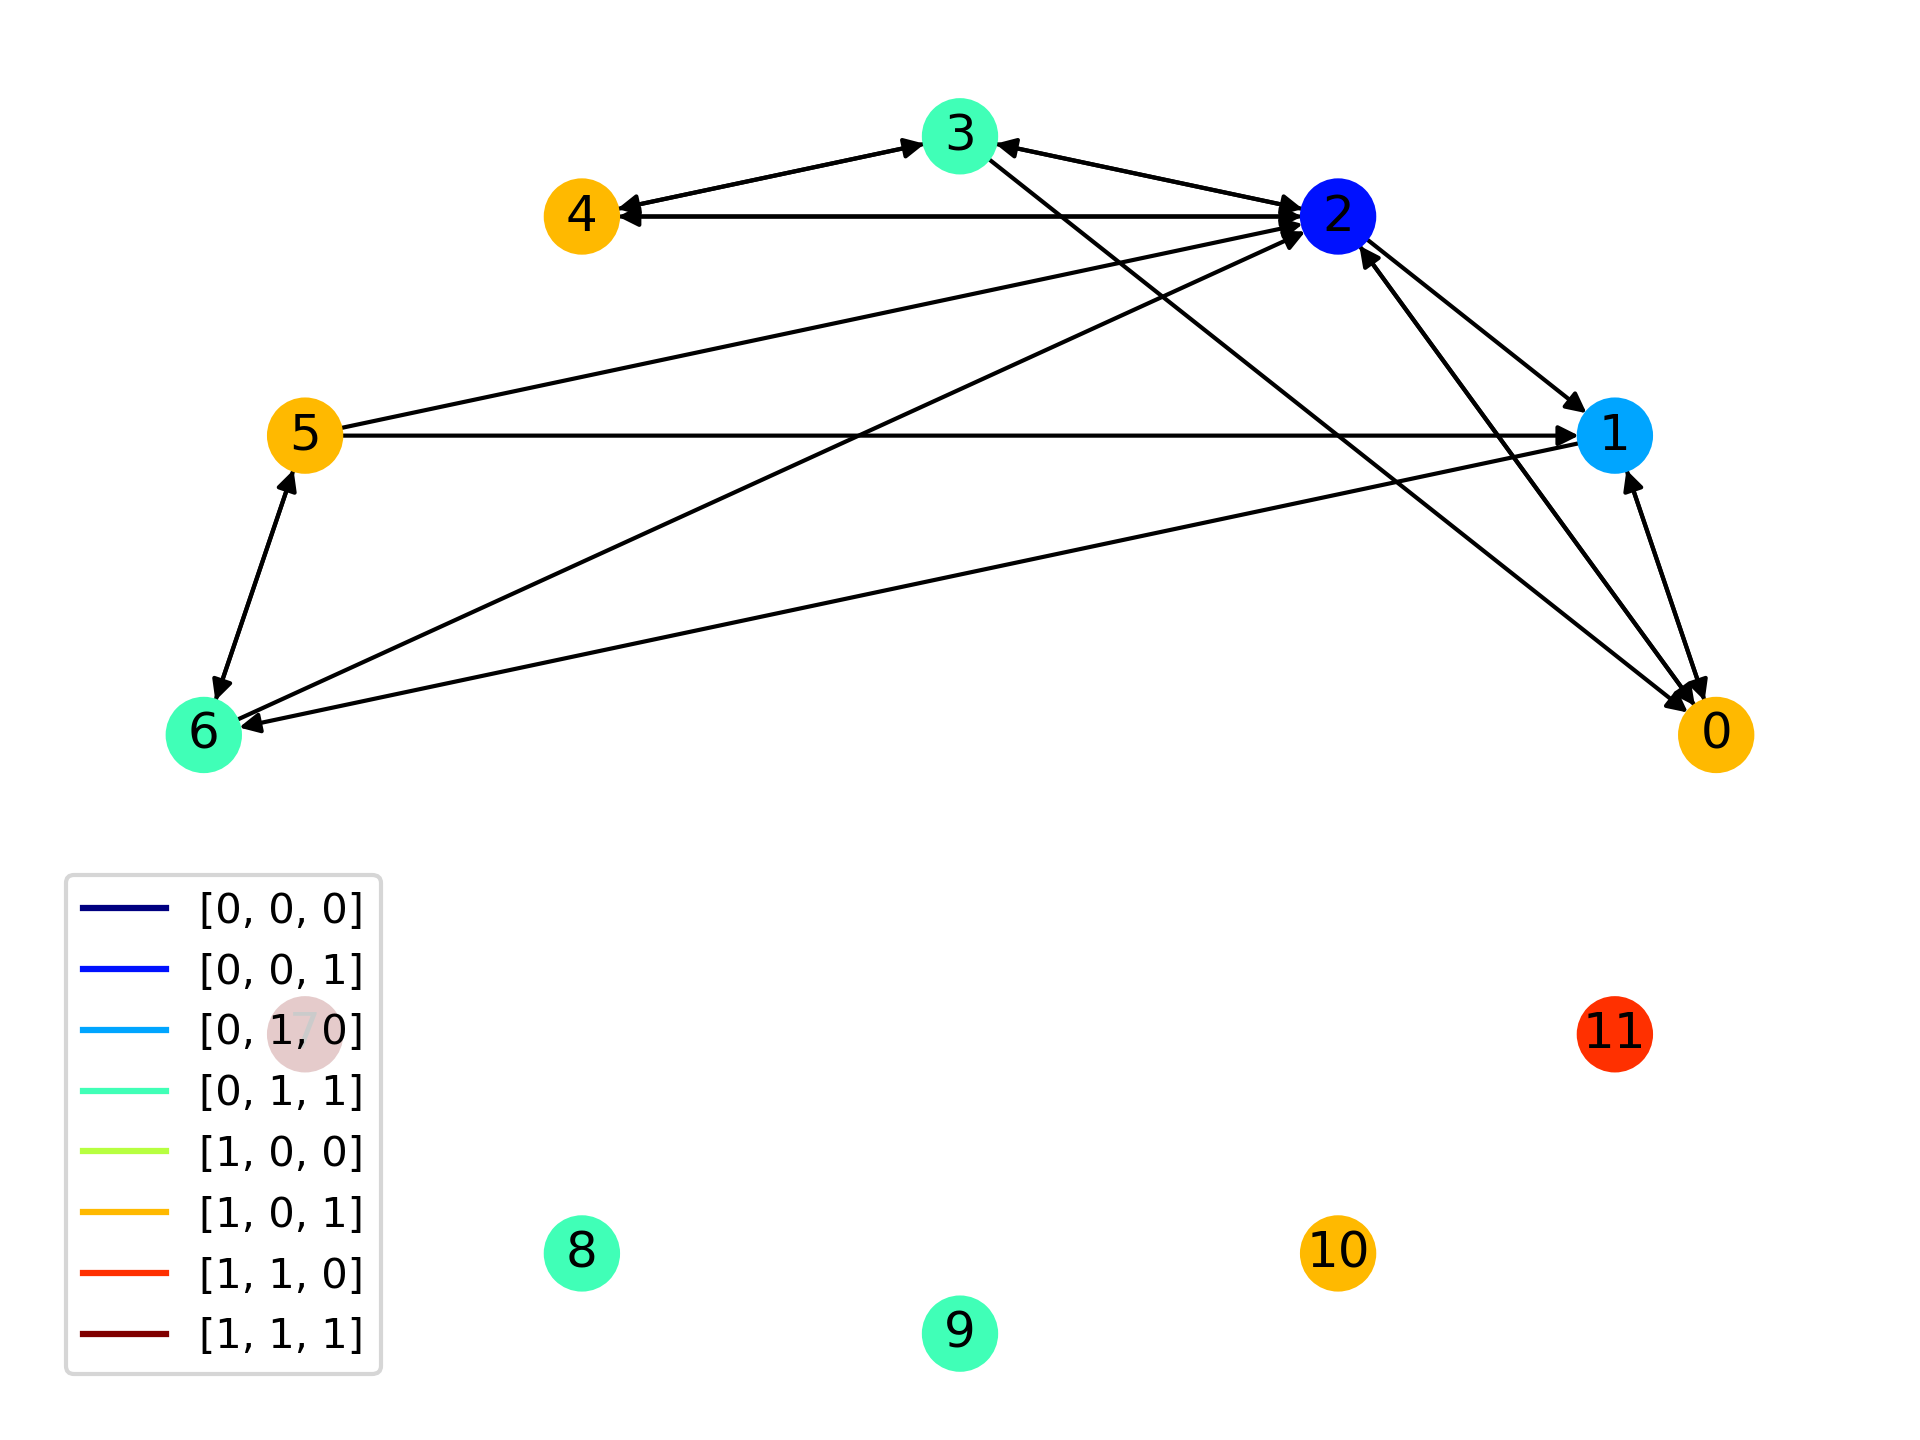 3
4
2
5
1
6
0
[0, 0, 0]
[0, 0, 1]
[0, 1, 0]
7
11
[0, 1, 1]
[1, 0, 0]
[1, 0, 1]
[1, 1, 0]
[1, 1, 1]
8
10
9